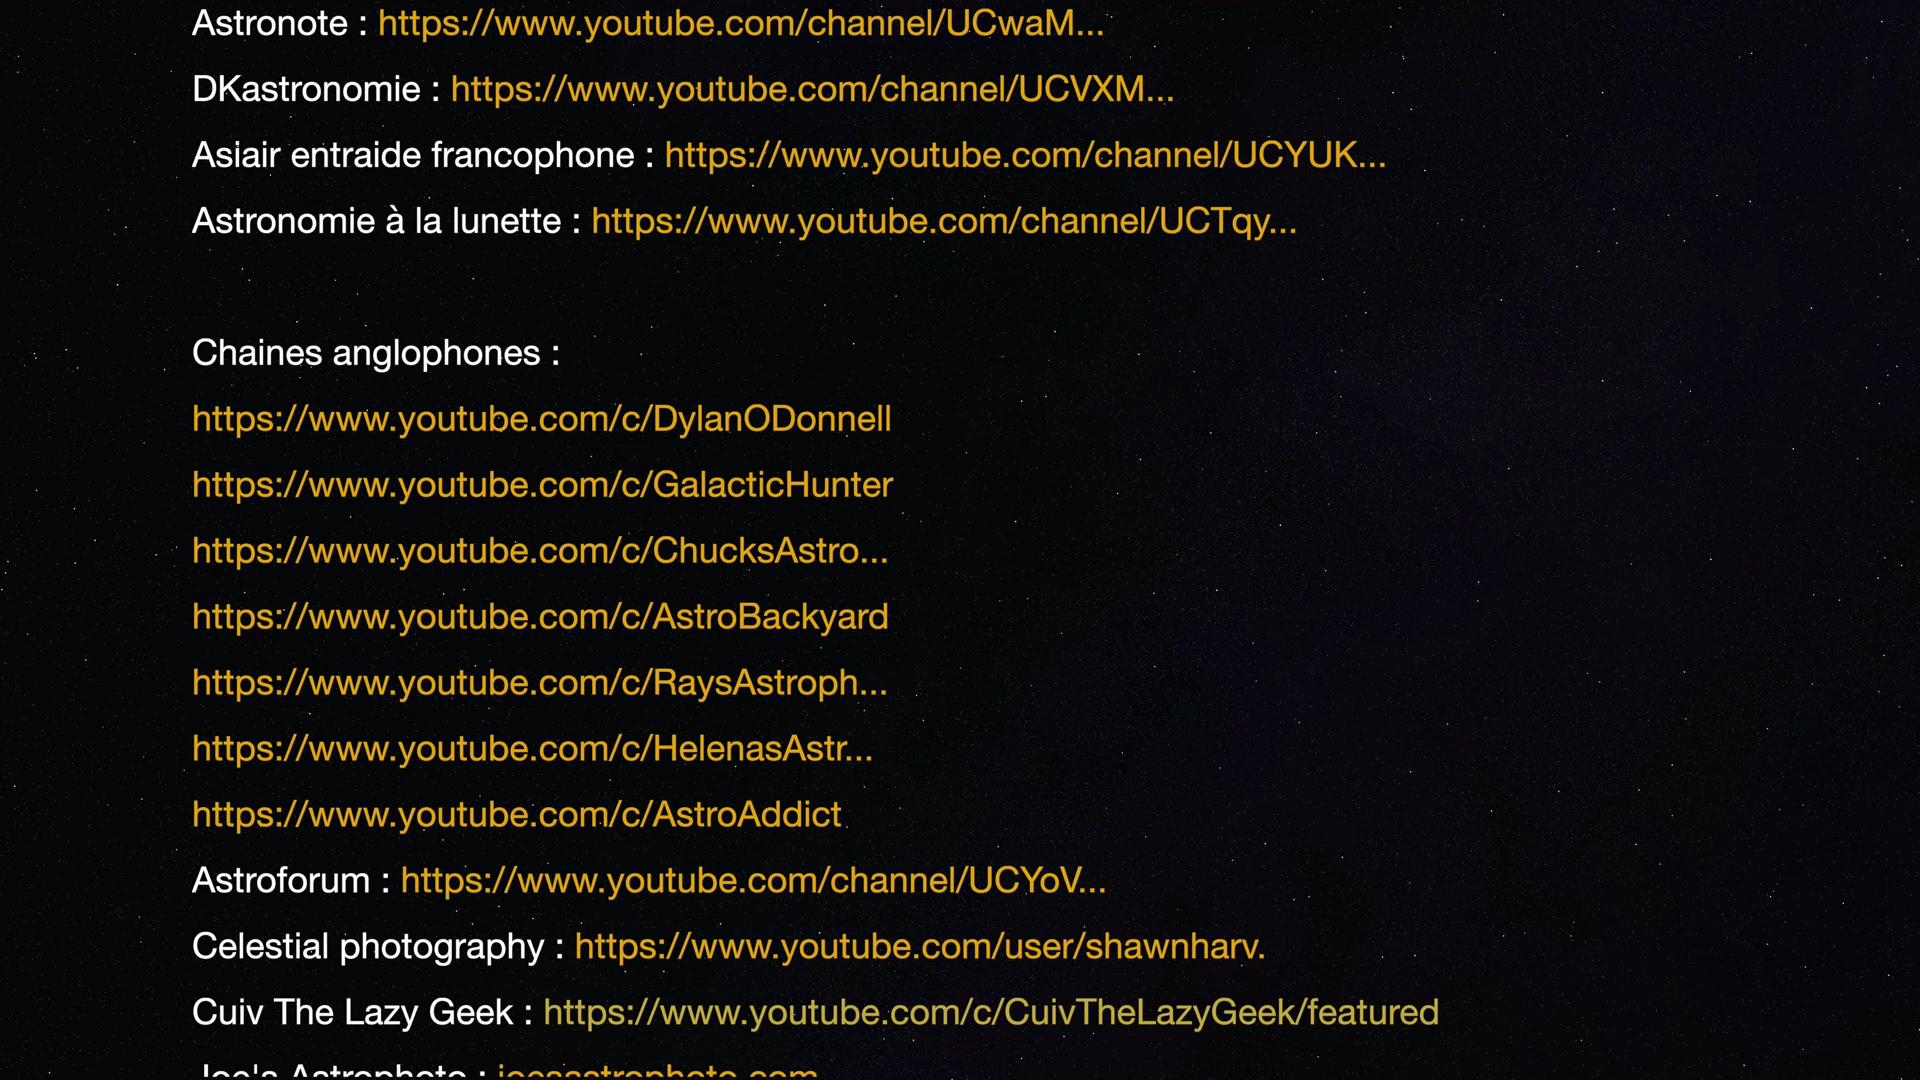 Astronote : https://www.youtube.com/channel/UCwaM...
DKastronomie : https://www.youtube.com/channel/UCVXM...
Asiair entraide francophone : https://www.youtube.com/channel/UCYUK...
Astronomie à la lunette : https://www.youtube.com/channel/UCTqy...
Chaines anglophones :
https://www.youtube.com/c/DylanODonnell
https://www.youtube.com/c/GalacticHunter
https://www.youtube.com/c/ChucksAstro...
https://www.youtube.com/c/AstroBackyard
https://www.youtube.com/c/RaysAstroph...
https://www.youtube.com/c/HelenasAstr...
https://www.youtube.com/c/AstroAddict
Astroforum : https://www.youtube.com/channel/UCYoV...
Celestial photography : https://www.youtube.com/user/shawnharv.
Cuiv The Lazy Geek : https://www.youtube.com/c/CuivTheLazyGeek/featured
Joe's Astrophoto : joesastrophoto.com